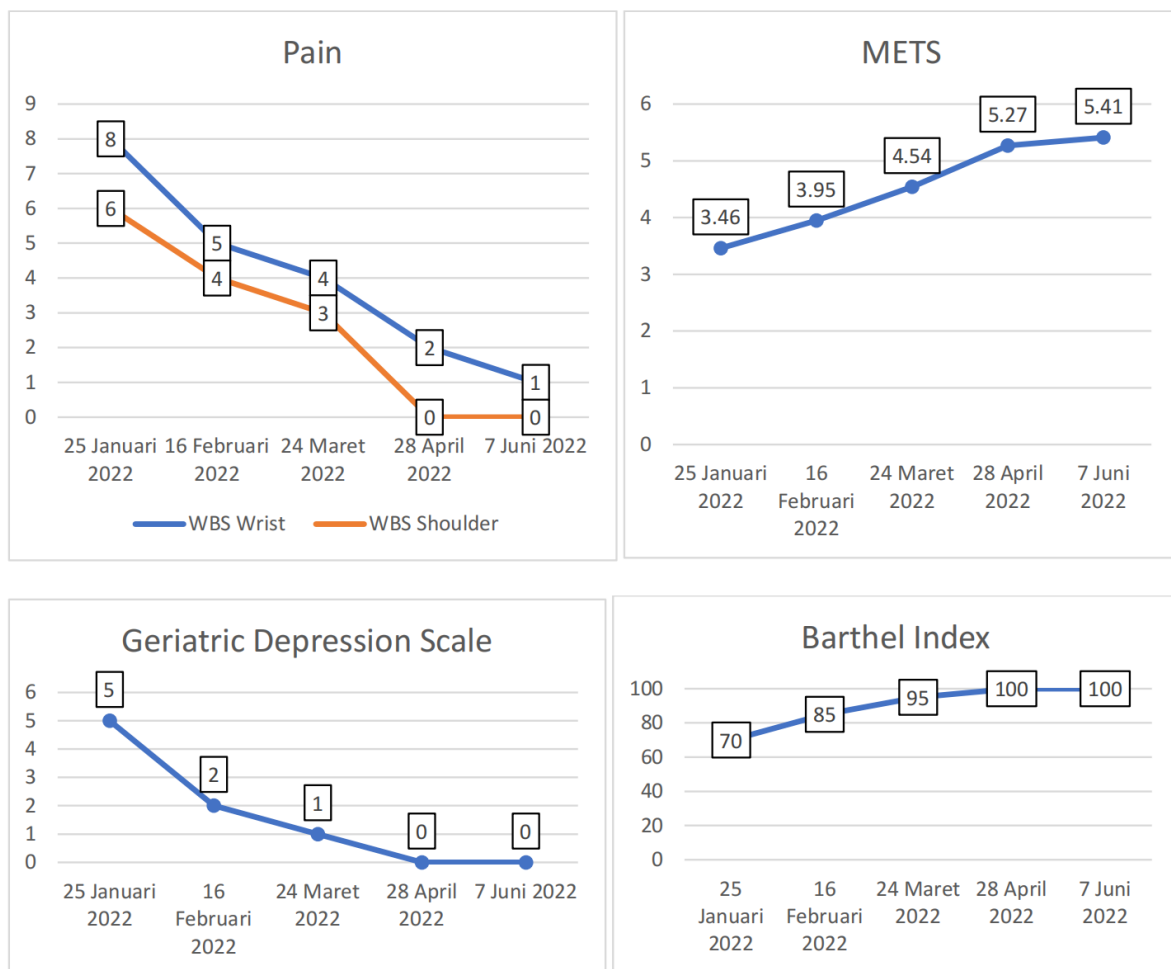 Pain
9
8
7
6
5
4
3
2
1
0
8
5
4
2
1
6
4
3
0
0
25 Januari
2022
16 Februari
2022
24 Maret
2022
28 April
2022
7 Juni 2022
WBS Wrist
WBS Shoulder
METS
6
5
4
3
2
1
0
3.46
3.95
4.54
5.27
5.41
25 Januari
2022
16
Februari
2022
24 Maret
2022
28 April
2022
7 Juni
2022
Geriatric Depression Scale
6
5
4
3
2
1
0
5
2
1
0
0
25 Januari
2022
16
Februari
2022
24 Maret
2022
28 April
2022
7 Juni 2022
Barthel Index
100
80
60
40
20
0
70
85
95
100
100
25
Januari
2022
16
Februari
2022
24 Maret
2022
28 April
2022
7 Juni
2022